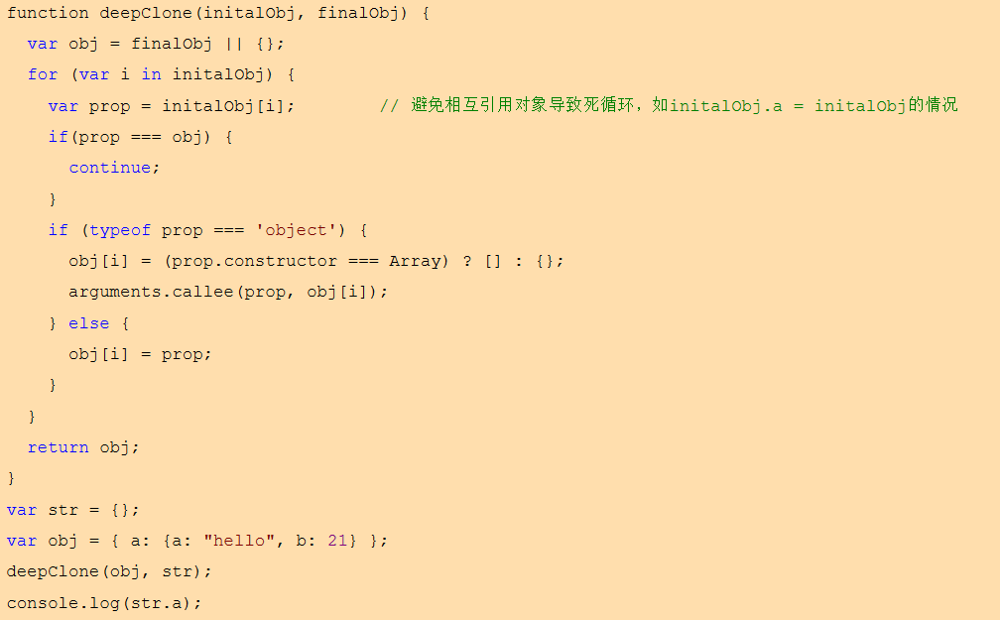 function deepClone(initalObj, finalObj) {
  var obj = finalObj || {};
  for (var i in initalObj) {
    var prop = initalObj[i];        // 避免相互引用对象导致死循环，如initalObj.a = initalObj的情况
    if(prop === obj) {
      continue;
    }
    if (typeof prop === 'object') {
      obj[i] = (prop.constructor === Array) ? [] : {};
      arguments.callee(prop, obj[i]);
    } else {
      obj[i] = prop;
    }
  }
  return obj;
}
var str = {};
var obj = { a: {a: "hello", b: 21} };
deepClone(obj, str);
console.log(str.a);